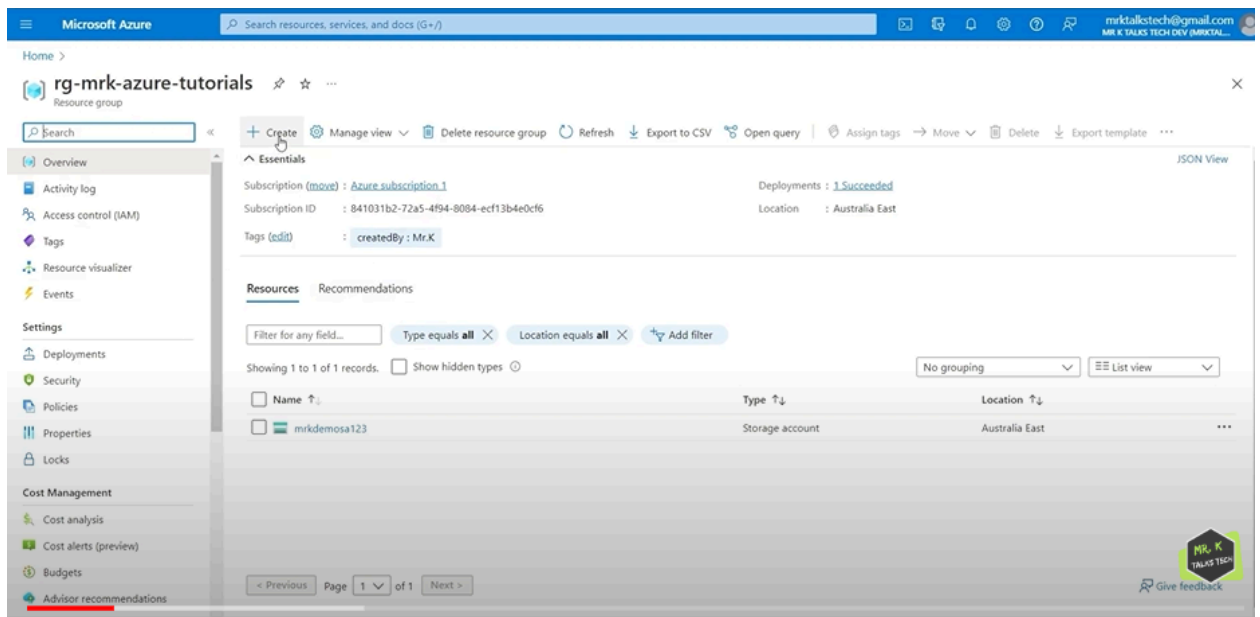 Microsoft Azure
Search resources, services, and docs (G+/)
mrktalkstech@gmail.com
MR K TALKS TECH DEV (MRKTAL...
Home >
rg-mrk-azure-tutorials
Resource group
Search
Create
Manage view
Delete resource group
Refresh
Export to CSV
Open query
Assign tags
Move
Delete
Export template
Overview
Activity log
Access control (IAM)
Tags
Resource visualizer
Events
Settings
Deployments
Security
Policies
Properties
Locks
Cost Management
Cost analysis
Cost alerts (preview)
Budgets
Advisor recommendations
Essentials
JSON View
Subscription (move) : Azure subscription 1
Deployments : 1 Succeeded
Subscription ID : 841031b2-72a5-4f94-8084-ecf13b4e0cf6
Location : Australia East
Tags (edit) : createdBy : Mr.K
Resources
Recommendations
Filter for any field...
Type equals all
Location equals all
Add filter
Showing 1 to 1 of 1 records.
Show hidden types
No grouping
List view
Name
Type
Location
mrkdemosa123
Storage account
Australia East
< Previous
Page 1 of 1
Next >
Give feedback
MR. K
TALKS TECH